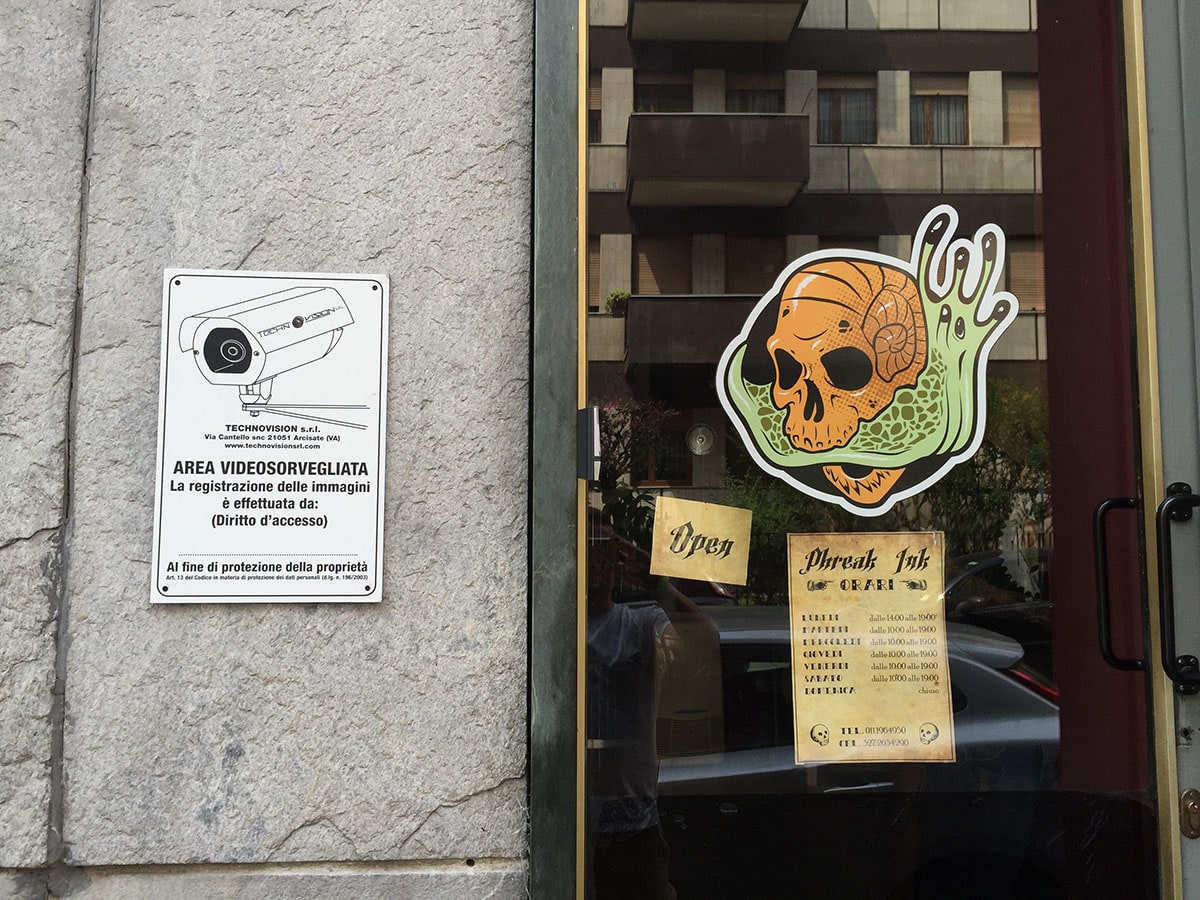 TECHNOVISION SRL
TECHNOVISION s.r.l.
Via Cantello snc 21051 Arcisate (VA)
www.technovisionsrl.com
AREA VIDEOSORVEGLIATA
La registrazione delle immagini
è effettuata da:
(Diritto d'accesso)
Al fine di protezione della proprietà
Art. 13 del Codice in materia di protezione dei dati personali (d.lg. n. 196/2003)
Open
Phreak Ink
ORARI
LUNEDI dalle 14:00 alle 19:00
MARTEDI dalle 10:00 alle 19:00
MERCOLEDI dalle 10:00 alle 19:00
GIOVEDI dalle 10:00 alle 19:00
VENERDI dalle 10:00 alle 19:00
SABATO dalle 10:00 alle 19:00
DOMENICA chiuso
TEL. 011.1964950
CEL.